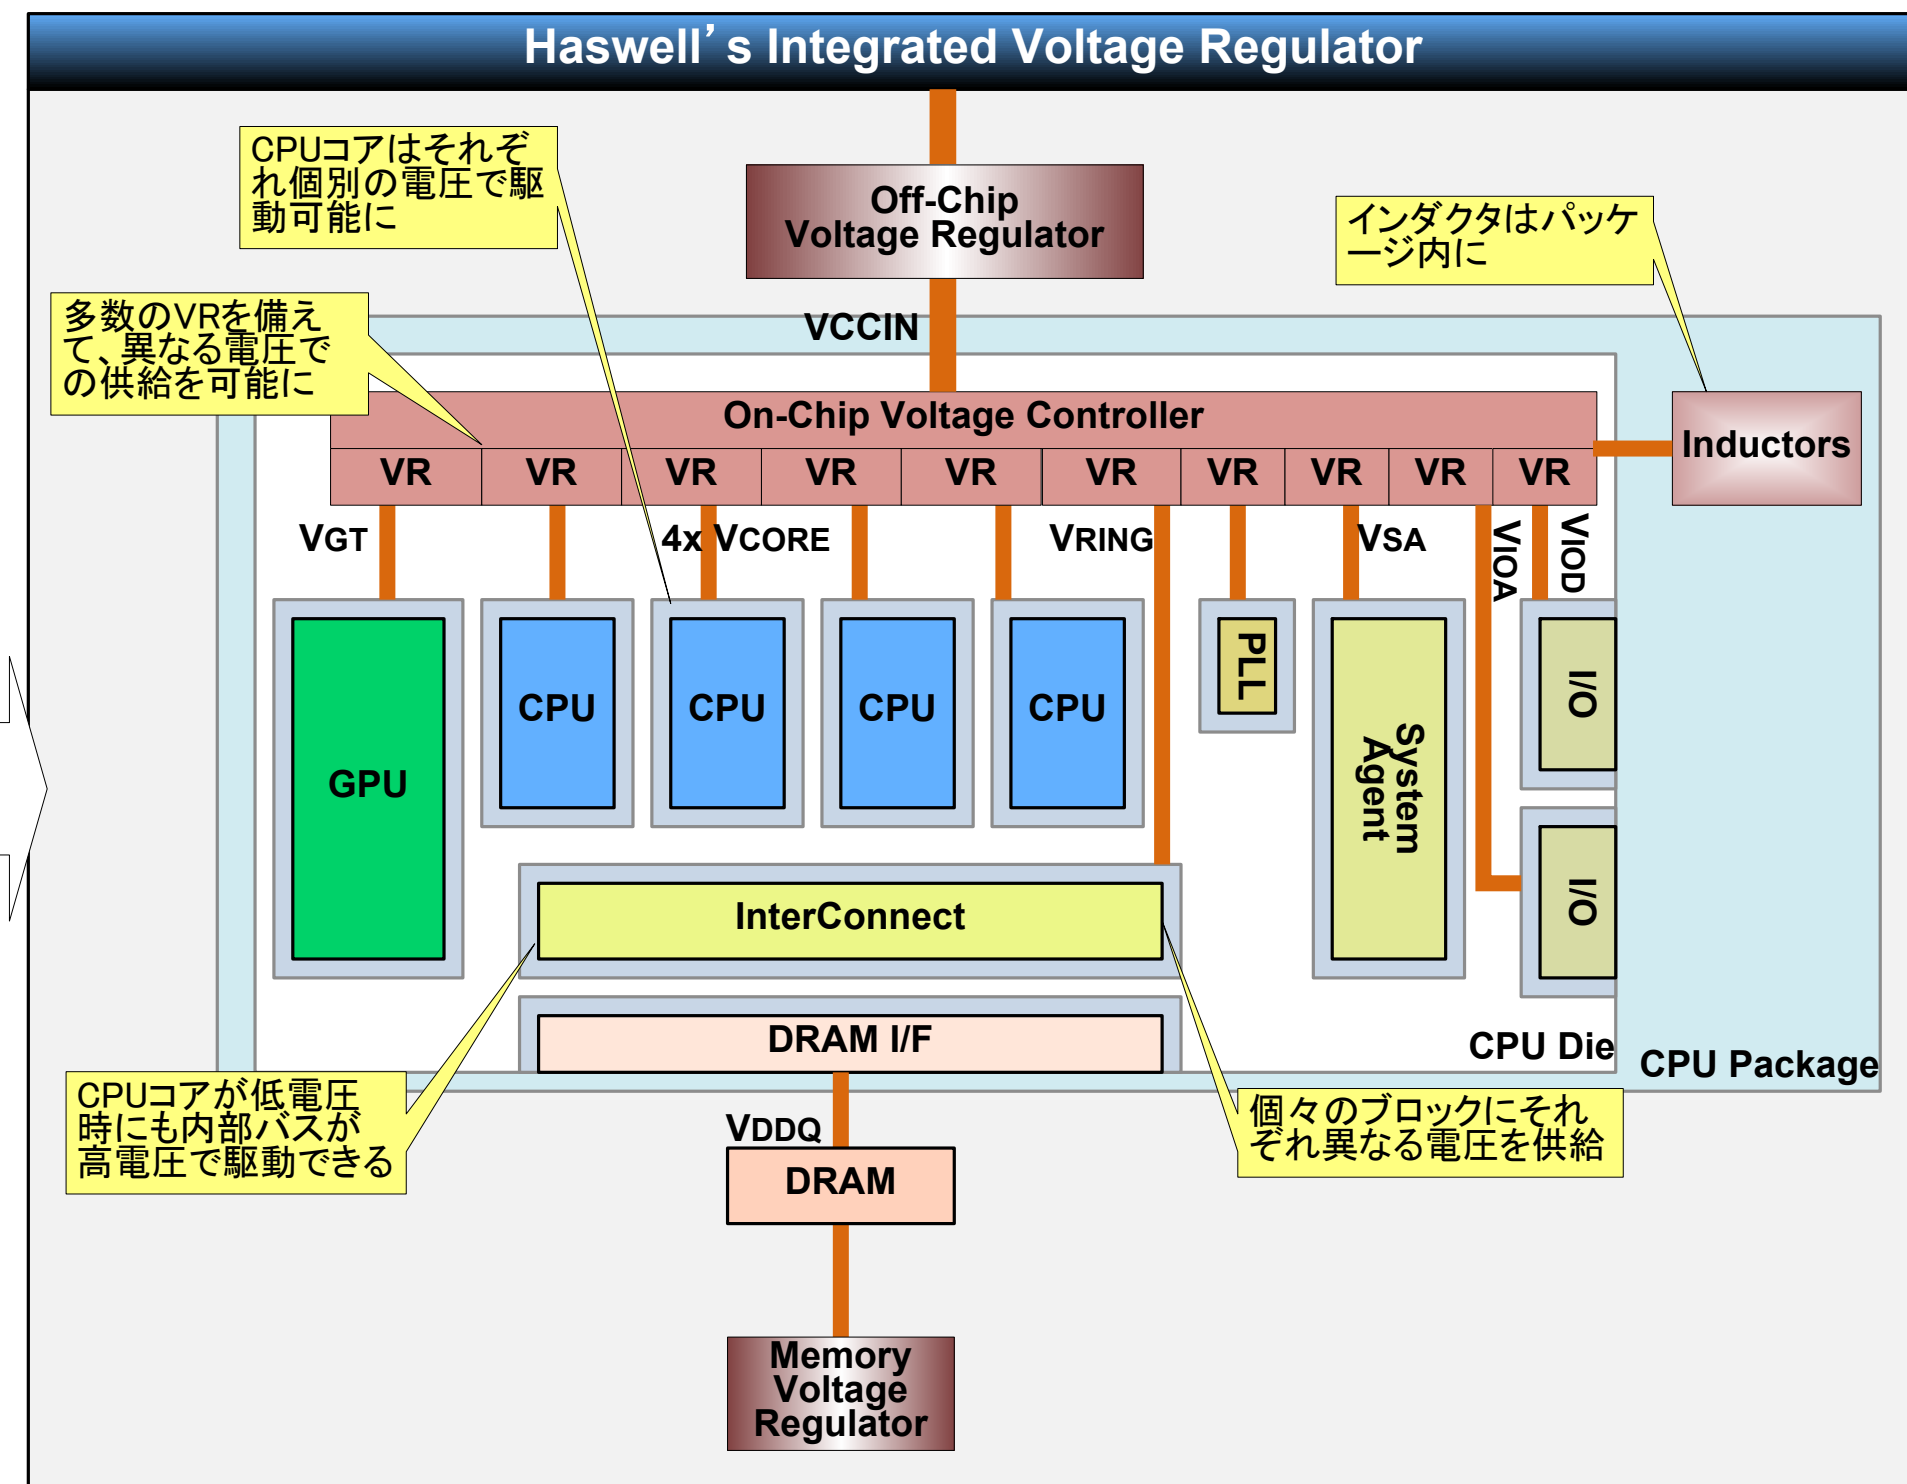 Haswell’s Integrated Voltage Regulator
CPUコアはそれぞ
れ個別の電圧で駆
動可能に
Off-Chip
Voltage Regulator
インダクタはパッケ
ージ内に
多数のVRを備え
て、異なる電圧で
の供給を可能に
VCCIN
On-Chip Voltage Controller
Inductors
VR VR VR VR VR VR VR VR VR VR
VGT 4x VCORE VRING VSA VIOA VIOD
GPU
CPU CPU CPU CPU
PLL
System
Agent
I/O
I/O
InterConnect
DRAM I/F
CPU Die
CPU Package
CPUコアが低電圧
時にも内部バスが
高電圧で駆動できる
個々のブロックにそれ
ぞれ異なる電圧を供給
VDDQ
DRAM
Memory
Voltage
Regulator